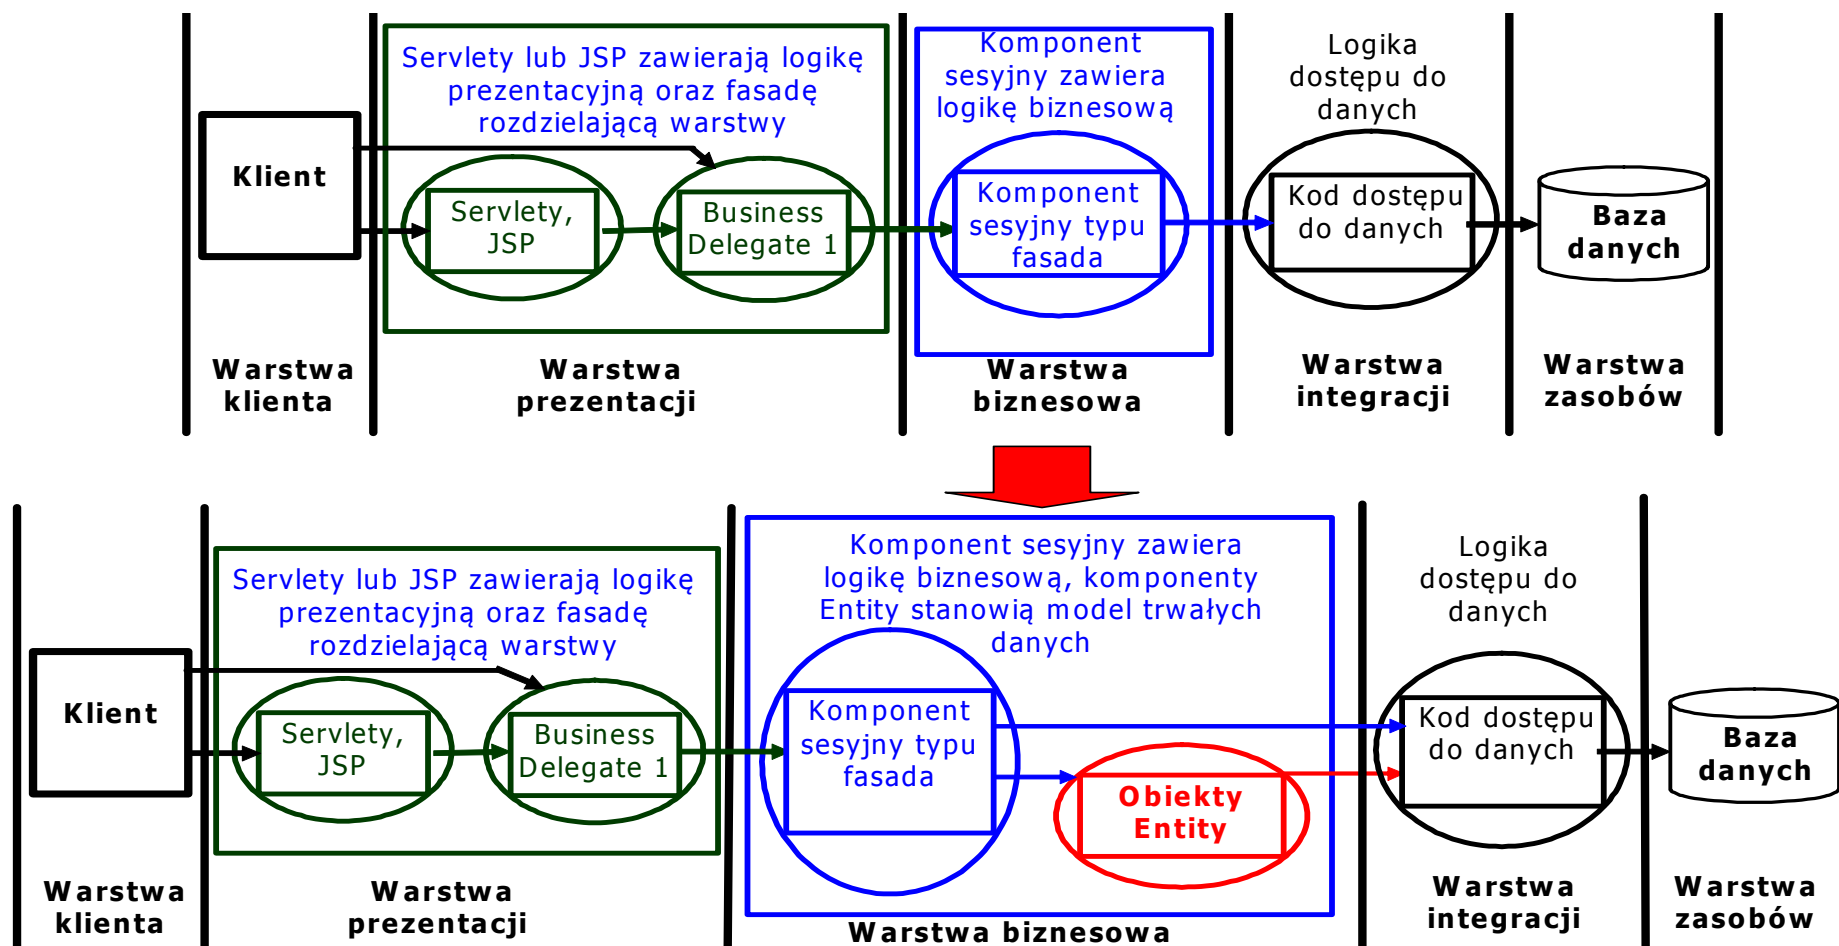 Servlety lub JSP zawierają logikę
prezentacyjną oraz fasadę
rozdzielającą warstwy
Komponent
sesyjny zawiera
logikę biznesową
Logika
dostępu do
danych
Klient
Servlety,
JSP
Business
Delegate 1
Komponent
sesyjny typu
fasada
Kod dostępu
do danych
Baza
danych
Warstwa
klienta
Warstwa
prezentacji
Warstwa
biznesowa
Warstwa
integracji
Warstwa
zasobów
Servlety lub JSP zawierają logikę
prezentacyjną oraz fasadę
rozdzielającą warstwy
Komponent sesyjny zawiera
logikę biznesową, komponenty
Entity stanowią model trwałych
danych
Logika
dostępu do
danych
Klient
Servlety,
JSP
Business
Delegate 1
Komponent
sesyjny typu
fasada
Obiekty
Entity
Kod dostępu
do danych
Baza
danych
Warstwa
klienta
Warstwa
prezentacji
Warstwa biznesowa
Warstwa
integracji
Warstwa
zasobów